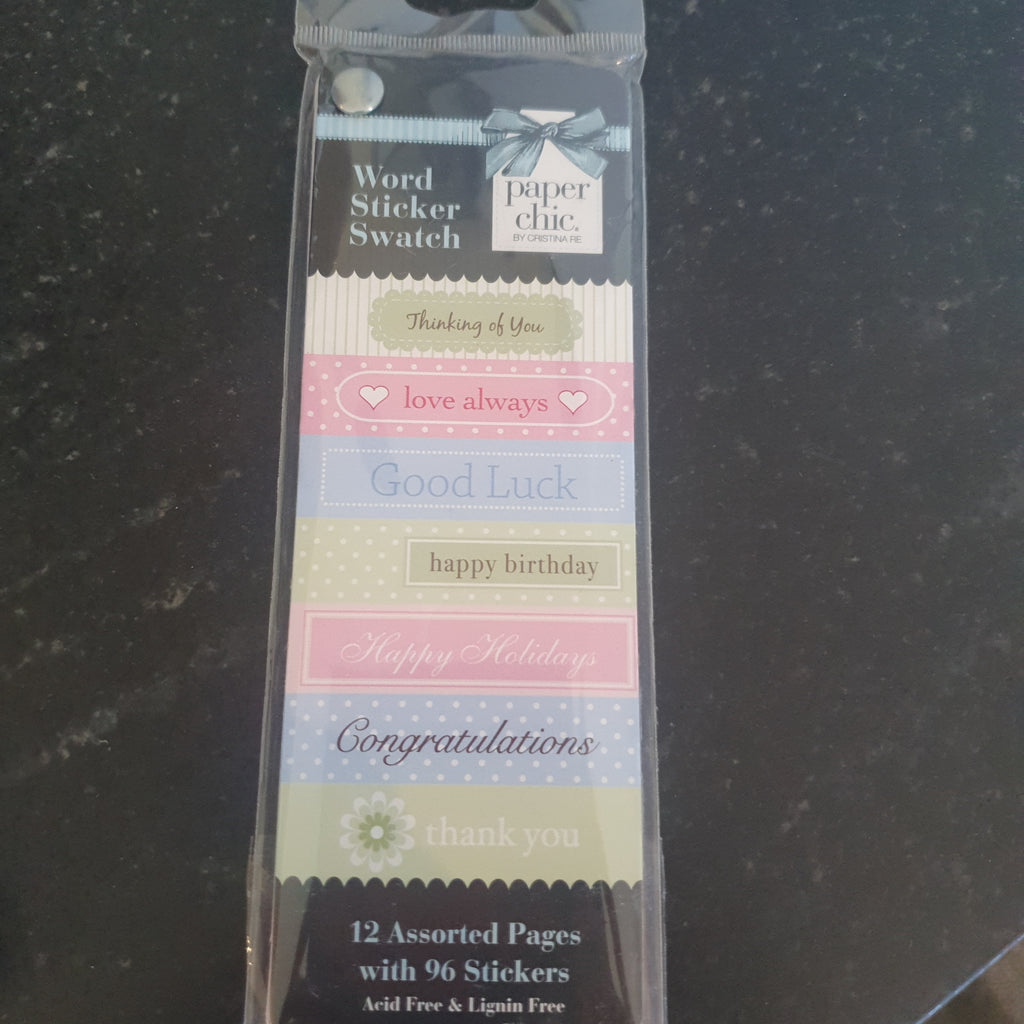 Word
Sticker
Swatch
paper
chic.
BY CRISTINA RE
Thinking of You
love always
Good Luck
happy birthday
Happy Holidays
Congratulations
thank you
12 Assorted Pages
with 96 Stickers
Acid Free & Lignin Free